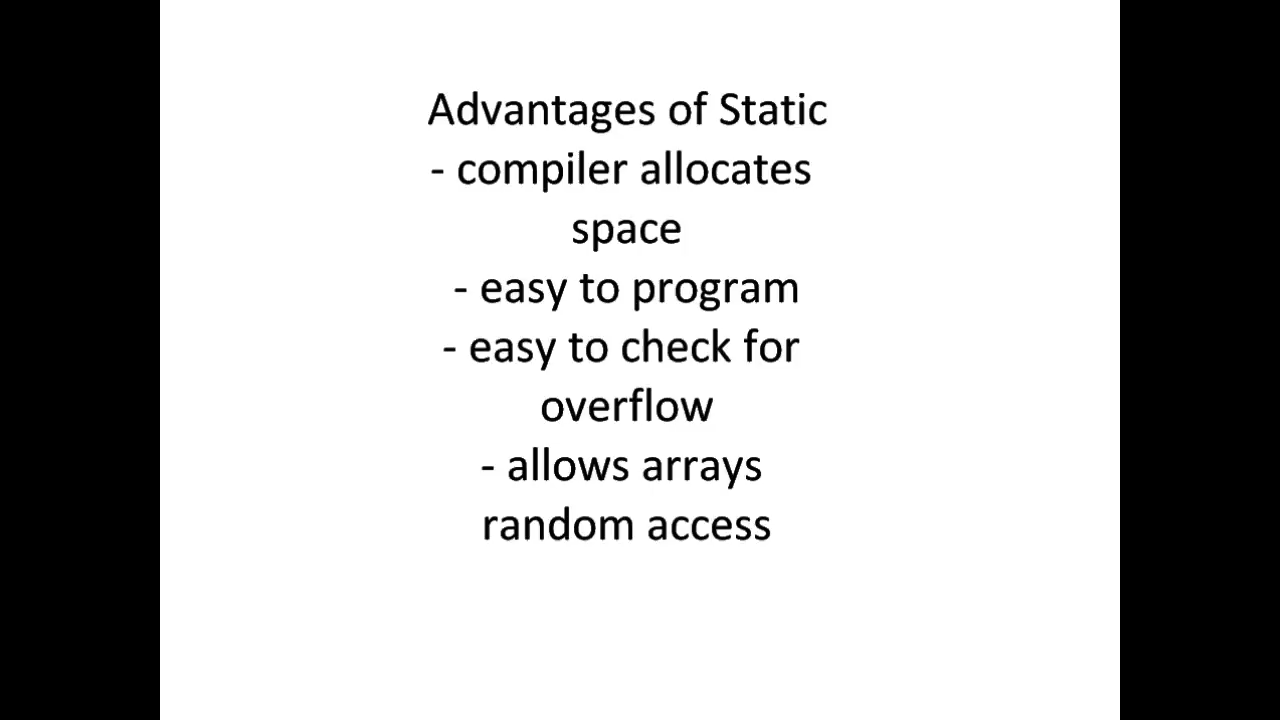 Advantages of Static
- compiler allocates
space
- easy to program
- easy to check for
overflow
- allows arrays
random access